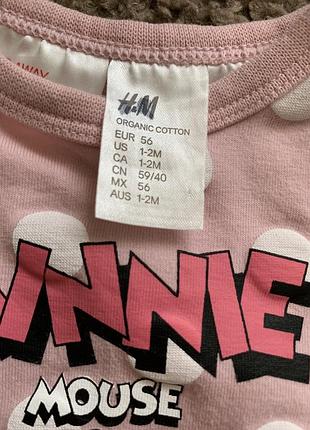 AWAY
H&M
ORGANIC COTTON
EUR 56
US 1-2M
CA 1-2M
CN 59/40
MX 56
AUS 1-2M
INNIE
MOUSE